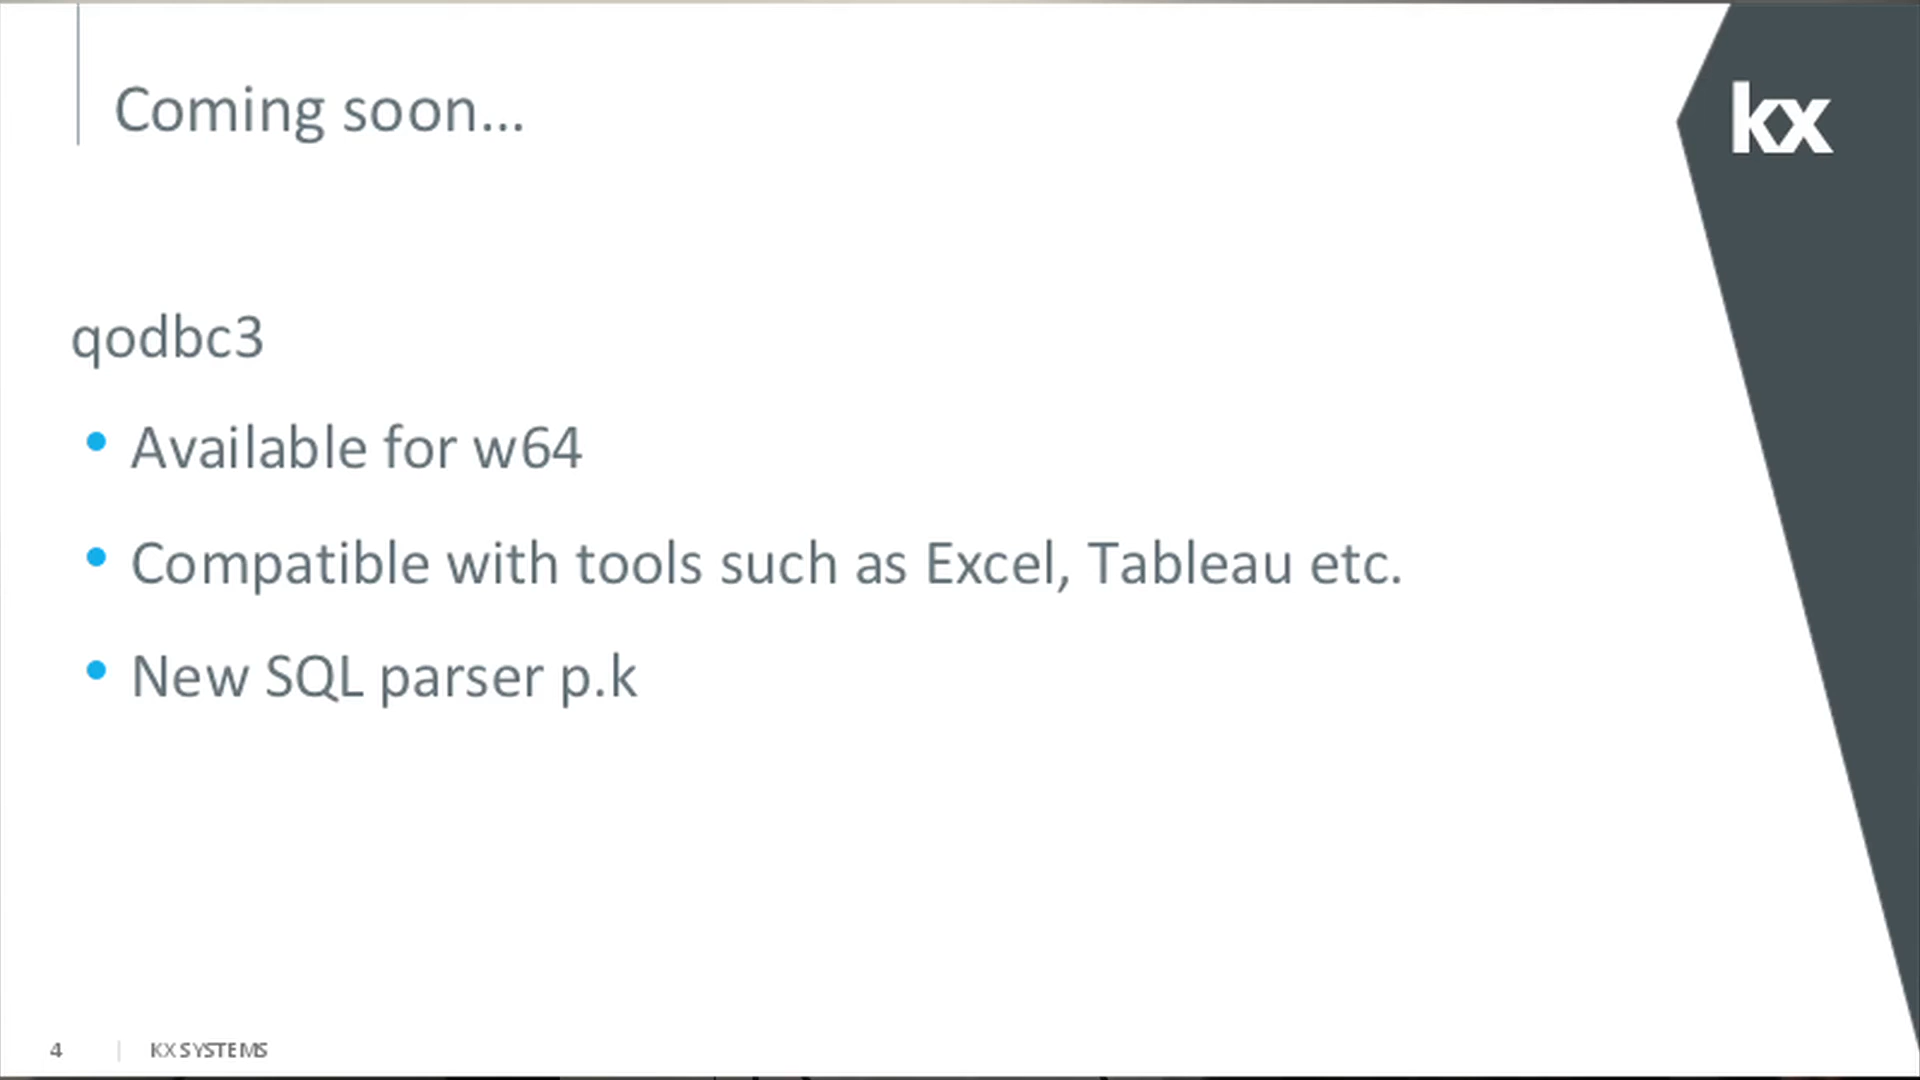 Coming soon...
kx
qodbc3
• Available for w64
• Compatible with tools such as Excel, Tableau etc.
• New SQL parser p.k
4 | KX SYSTEMS